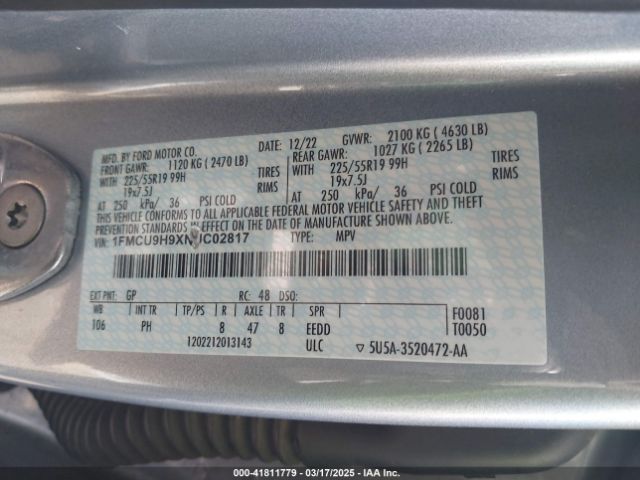 MFD. BY FORD MOTOR CO. DATE: 12/22 GVWR: 2100 KG ( 4630 LB)
FRONT GAWR: 1120 KG ( 2470 LB) REAR GAWR: 1027 KG ( 2265 LB)
WITH 225/55R19 99H TIRES WITH 225/55R19 99H TIRES
19x7.5J RIMS 19x7.5J RIMS
AT 250 kPa/ 36 PSI COLD AT 250 kPa/ 36 PSI COLD
THIS VEHICLE CONFORMS TO ALL APPLICABLE FEDERAL MOTOR VEHICLE SAFETY AND THEFT
PREVENTION STANDARDS IN EFFECT ON THE DATE OF MANUFACTURE SHOWN ABOVE.
VIN: TYPE: MPV
EXT PNT: GP RC: 48 DSO:
WB INT TR TP/PS R AXLE TR SPR F0081
106 PH 8 47 8 EEDD T0050
1202212013143 ULC ▽ 5U5A-3520472-AA
000-41811779 — 03/17/2025 — IAA Inc.